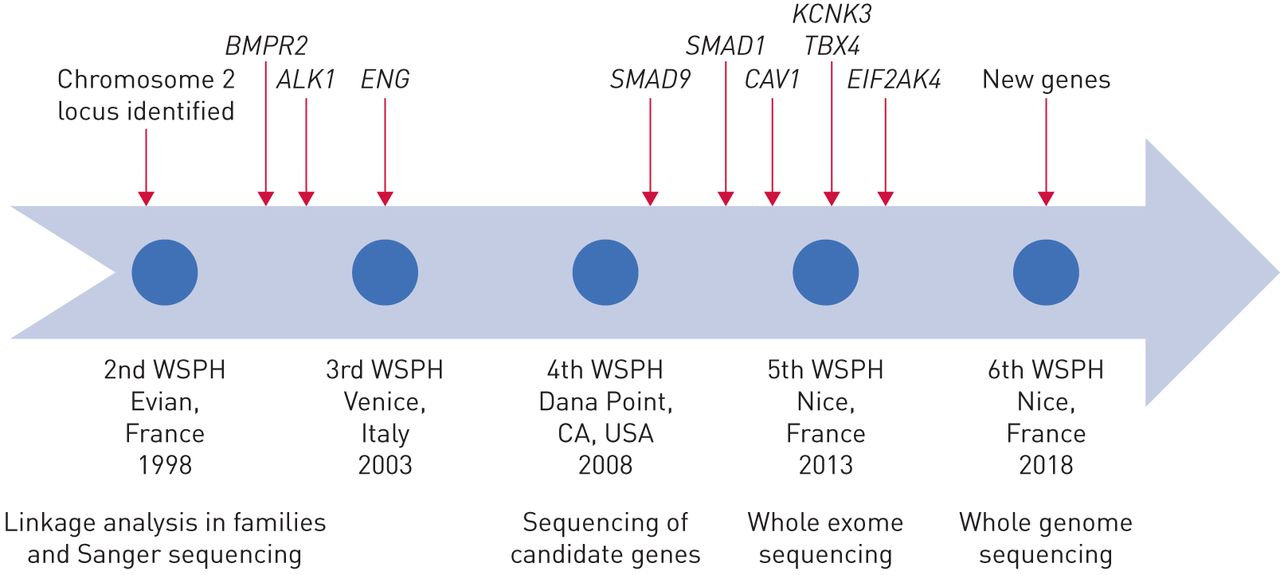 Chromosome 2
locus identified
BMPR2
ALK1
ENG
SMAD9
SMAD1
CAV1
KCNK3
TBX4
EIF2AK4
New genes
2nd WSPH
Evian,
France
1998
3rd WSPH
Venice,
Italy
2003
4th WSPH
Dana Point,
CA, USA
2008
5th WSPH
Nice,
France
2013
6th WSPH
Nice,
France
2018
Linkage analysis in families
and Sanger sequencing
Sequencing of
candidate genes
Whole exome
sequencing
Whole genome
sequencing